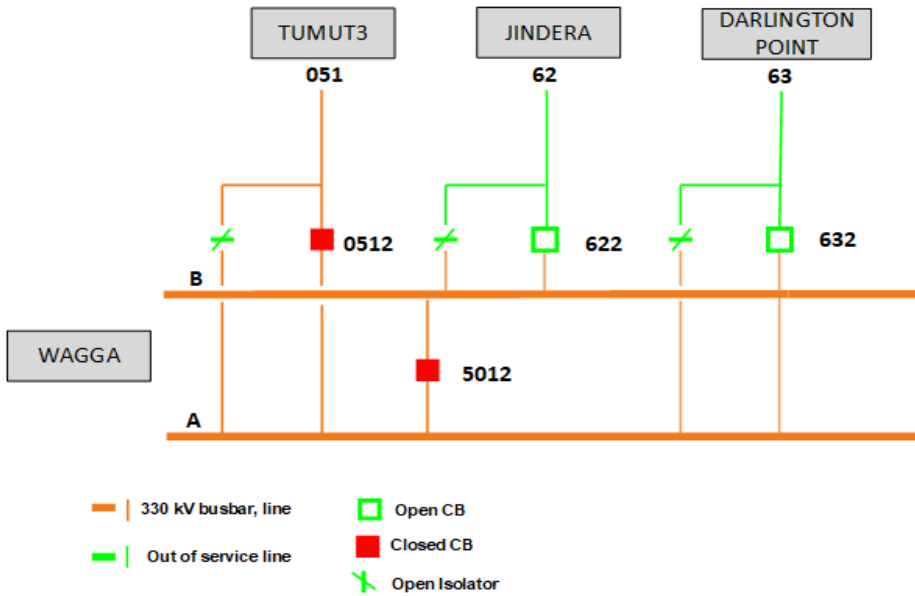 TUMUT3
JINDERA
DARLINGTON
POINT
051
62
63
0512
622
632
B
WAGGA
5012
A
330 kV busbar, line
Open CB
Closed CB
Out of service line
Open Isolator